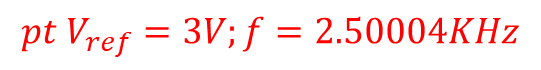 pt V_ref = 3V; f = 2.50004KHz